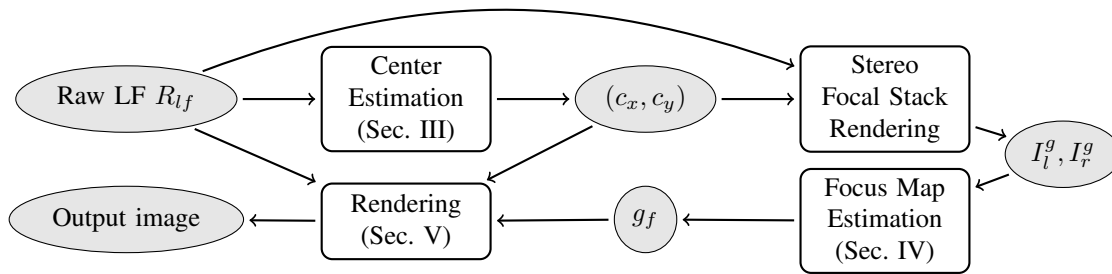 Raw LF $R_{lf}$
Center
Estimation
(Sec. III)
$(c_x, c_y)$
Stereo
Focal Stack
Rendering
$I_l^g, I_r^g$
Focus Map
Estimation
(Sec. IV)
$g_f$
Rendering
(Sec. V)
Output image